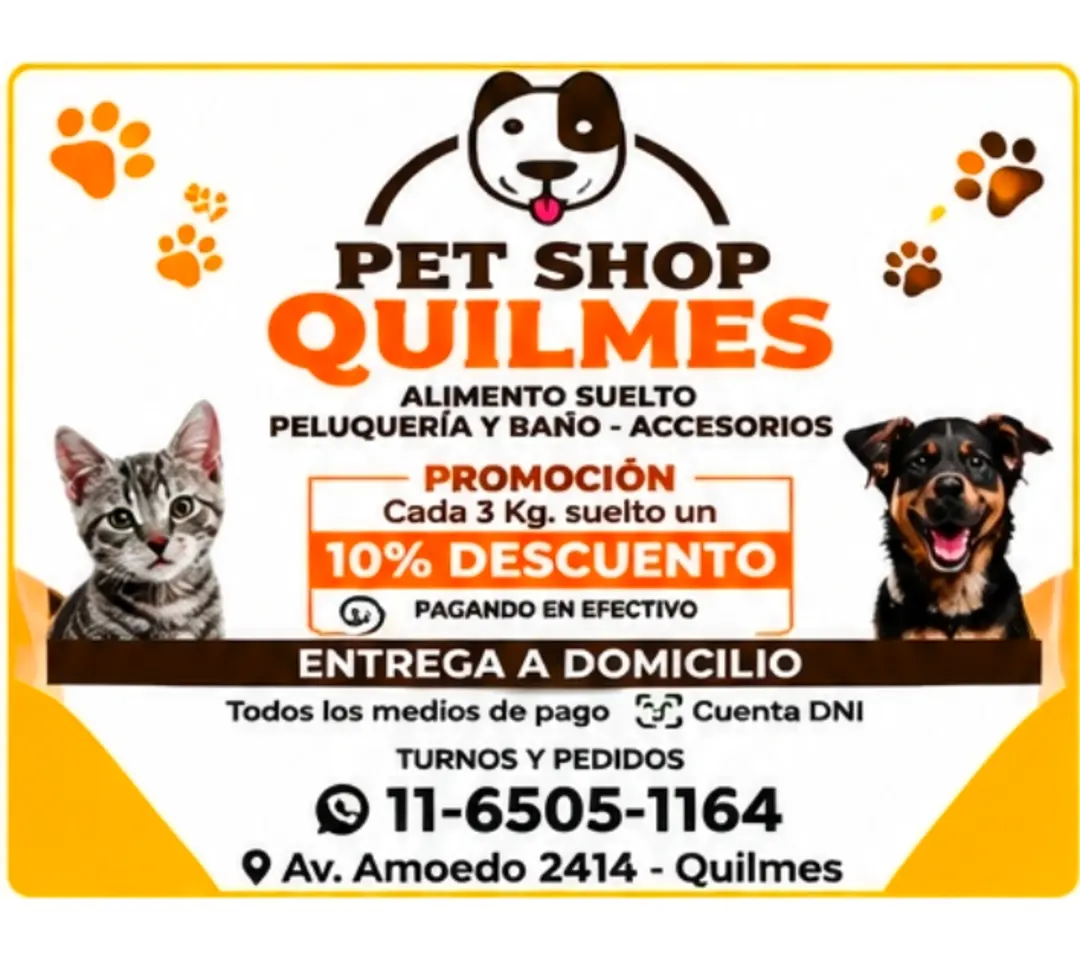 PET SHOP
QUILMES
ALIMENTO SUELTO
PELUQUERÍA Y BAÑO - ACCESORIOS
PROMOCIÓN
Cada 3 Kg. suelto un
10% DESCUENTO
PAGANDO EN EFECTIVO
ENTREGA A DOMICILIO
Todos los medios de pago Cuenta DNI
TURNOS Y PEDIDOS
11-6505-1164
Av. Amoedo 2414 - Quilmes